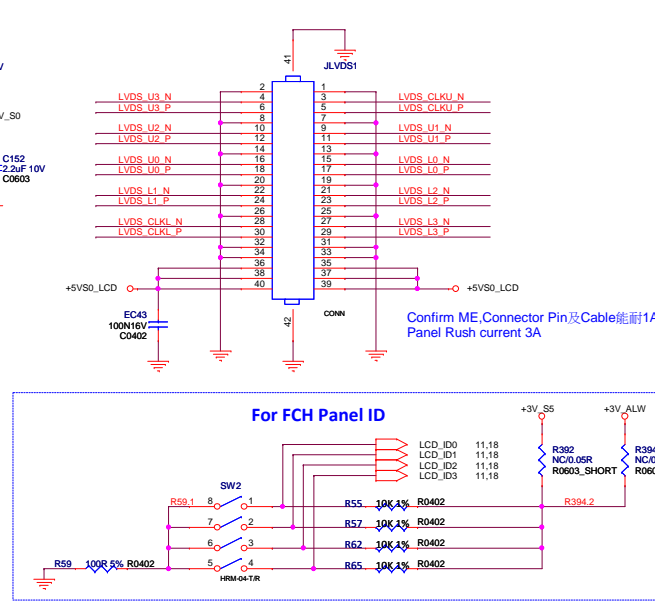 V
V_S0
C152
2.2uF 10V
C0603
41
JLVDS1
LVDS_U3_N 2 1
LVDS_U3_P 4 3 LVDS_CLKU_N
6 5 LVDS_CLKU_P
8 7
LVDS_U2_N 10 9 LVDS_U1_N
LVDS_U2_P 12 11 LVDS_U1_P
14 13
LVDS_U0_N 16 15 LVDS_L0_N
LVDS_U0_P 18 17 LVDS_L0_P
20 19
LVDS_L1_N 22 21 LVDS_L2_N
LVDS_L1_P 24 23 LVDS_L2_P
26 25
LVDS_CLKL_N 28 27 LVDS_L3_N
LVDS_CLKL_P 30 29 LVDS_L3_P
32 31
34 33
36 35
38 37
+5VS0_LCD 40 39 +5VS0_LCD
EC43
100N16V
C0402
42
CONN
Confirm ME,Connector Pin及Cable能耐1A
Panel Rush current 3A
For FCH Panel ID
+3V_S5
+3V_ALW
LCD_ID0 11,18
LCD_ID1 11,18
LCD_ID2 11,18
LCD_ID3 11,18
R392
NC/0.05R
R0603_SHORT
R394
NC/0
R060
SW2
R59.1 8 1 R55 10K 1% R0402 R394.2
7 2 R57 10K 1% R0402
6 3 R62 10K 1% R0402
R59 100R 5% R0402 5 4 R65 10K 1% R0402
HRM-04-T/R